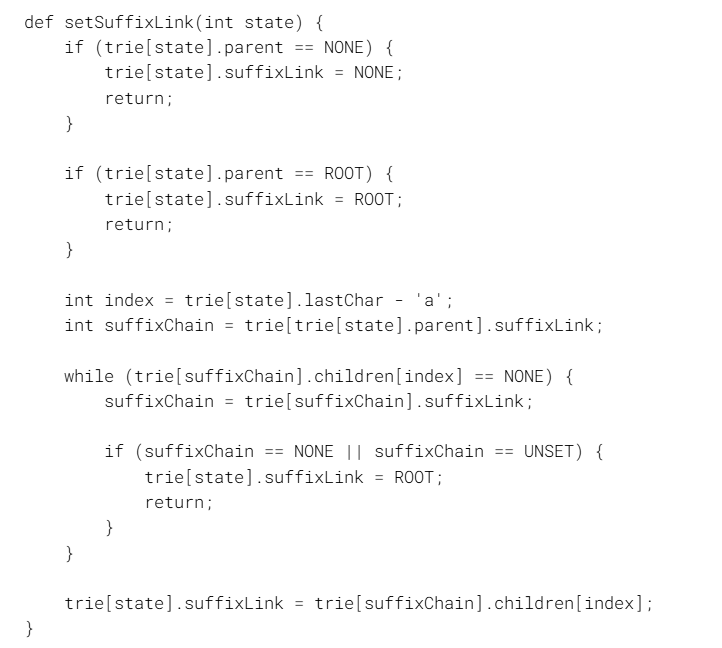 def setSuffixLink(int state) {
    if (trie[state].parent == NONE) {
        trie[state].suffixLink = NONE;
        return;
    }

    if (trie[state].parent == ROOT) {
        trie[state].suffixLink = ROOT;
        return;
    }

    int index = trie[state].lastChar - 'a';
    int suffixChain = trie[trie[state].parent].suffixLink;

    while (trie[suffixChain].children[index] == NONE) {
        suffixChain = trie[suffixChain].suffixLink;

        if (suffixChain == NONE || suffixChain == UNSET) {
            trie[state].suffixLink = ROOT;
            return;
        }
    }

    trie[state].suffixLink = trie[suffixChain].children[index];
}